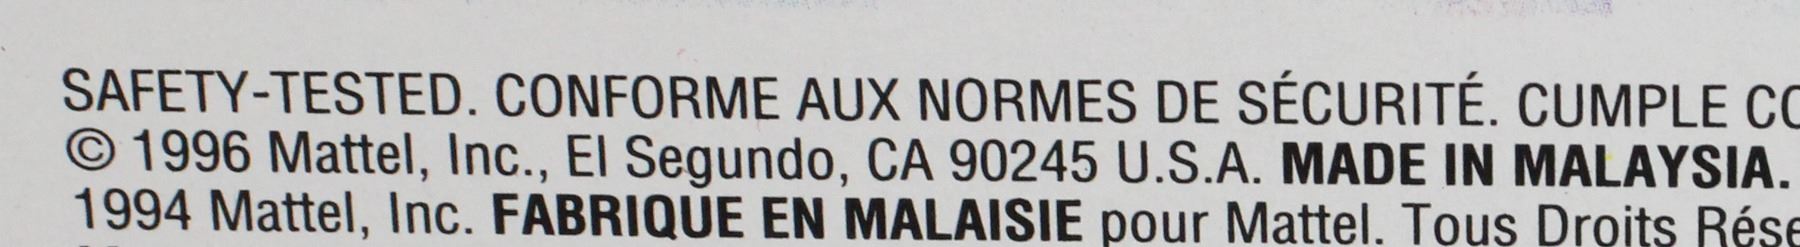 SAFETY-TESTED. CONFORME AUX NORMES DE SÉCURITÉ. CUMPLE
© 1996 Mattel, Inc., El Segundo, CA 90245 U.S.A. MADE IN MALAYSIA.
1994 Mattel, Inc. FABRIQUE EN MALAISIE pour Mattel. Tous Droits